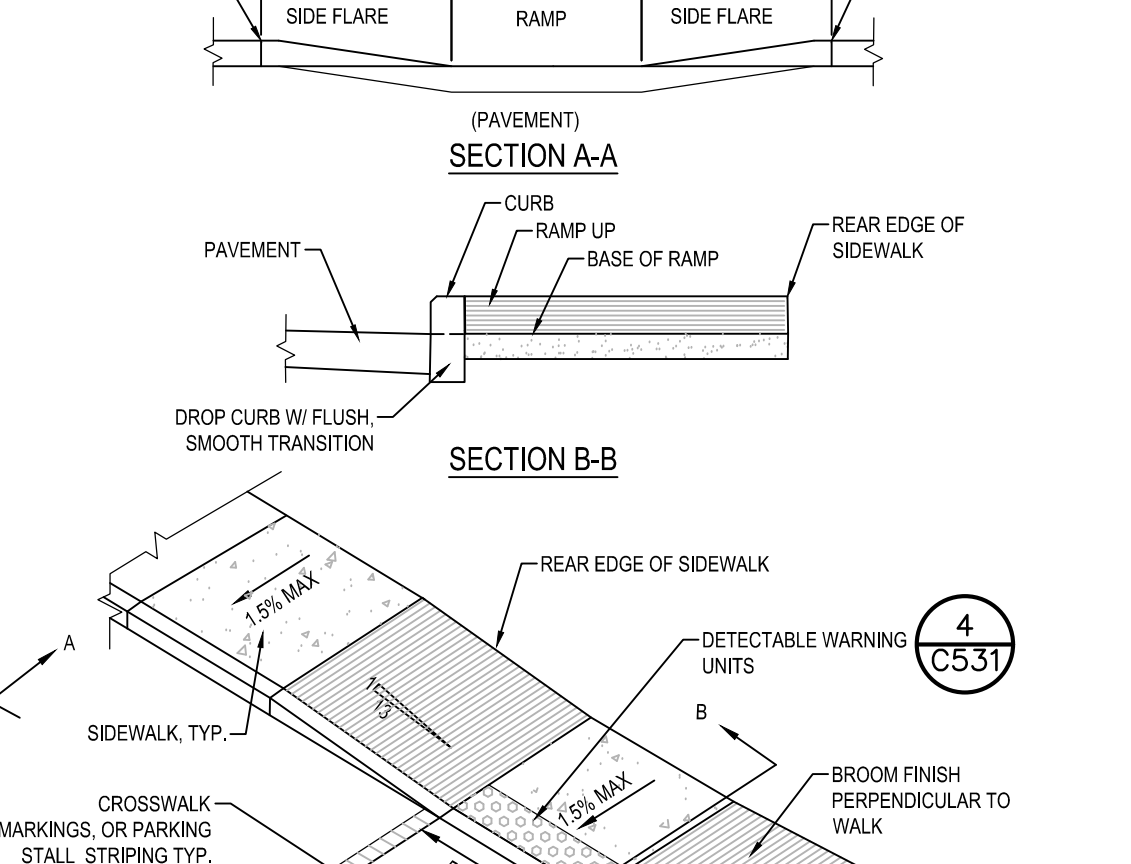 SIDE FLARE
RAMP
SIDE FLARE
(PAVEMENT)
SECTION A-A
CURB
RAMP UP
BASE OF RAMP
REAR EDGE OF
SIDEWALK
PAVEMENT
DROP CURB W/ FLUSH,
SMOOTH TRANSITION
SECTION B-B
REAR EDGE OF SIDEWALK
1.5% MAX
4
C531
DETECTABLE WARNING
UNITS
A
1
13
B
SIDEWALK, TYP.
1.5% MAX
BROOM FINISH
PERPENDICULAR TO
WALK
CROSSWALK
MARKINGS, OR PARKING
STALL STRIPING TYP.